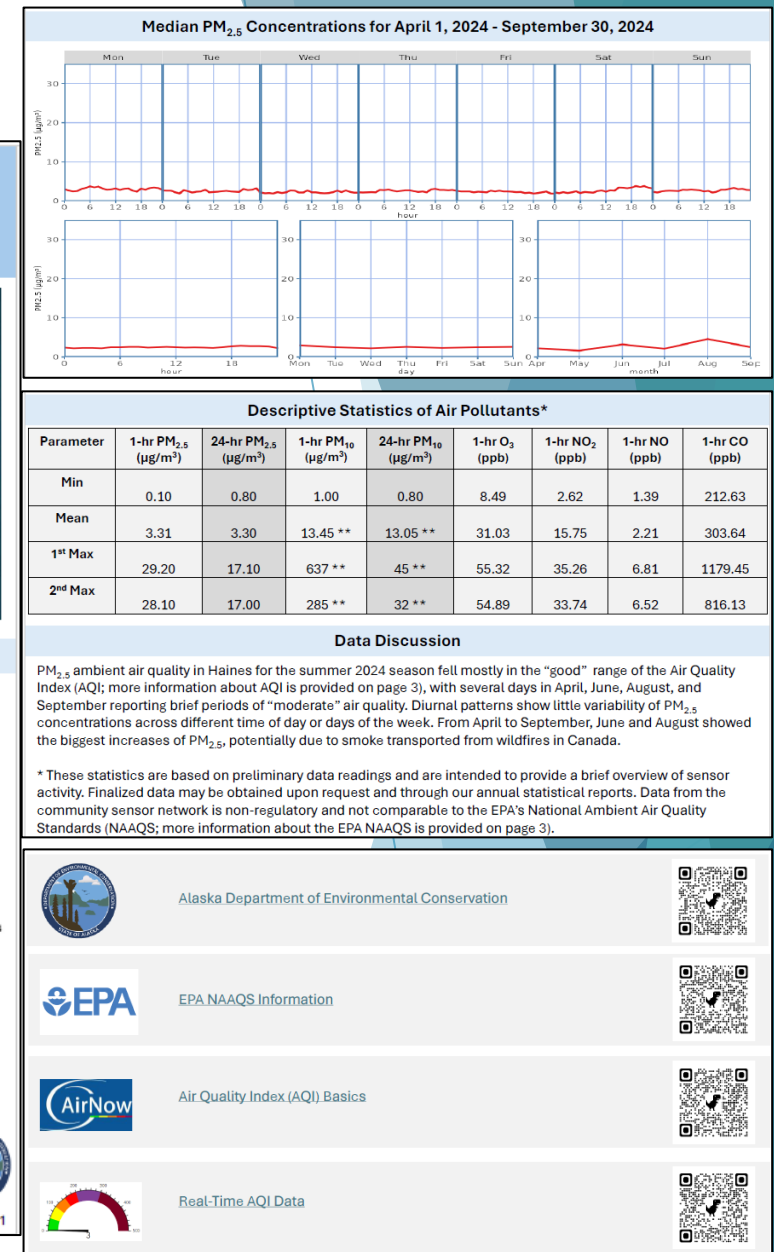 Median PM2.5 Concentrations for April 1, 2024 - September 30, 2024
Mon Tue Wed Thu Fri Sat Sun
PM2.5 (μg/m³)
30
20
10
0
0 6 12 18 0 6 12 18 0 6 12 18 0 6 12 18 0 6 12 18 0 6 12 18 0 6 12 18
hour
PM2.5 (μg/m³)
30 30 30
20 20 20
10 10 10
0 0 0
0 6 12 18 Mon Tue Wed Thu Fri Sat Sun Apr May Jun Jul Aug Sep
hour day month
Descriptive Statistics of Air Pollutants*
Parameter 1-hr PM2.5 (μg/m³) 24-hr PM2.5 (μg/m³) 1-hr PM10 (μg/m³) 24-hr PM10 (μg/m³) 1-hr O3 (ppb) 1-hr NO2 (ppb) 1-hr NO (ppb) 1-hr CO (ppb)
Min 0.10 0.80 1.00 0.80 8.49 2.62 1.39 212.63
Mean 3.31 3.30 13.45 ** 13.05 ** 31.03 15.75 2.21 303.64
1st Max 29.20 17.10 637 ** 45 ** 55.32 35.26 6.81 1179.45
2nd Max 28.10 17.00 285 ** 32 ** 54.89 33.74 6.52 816.13
Data Discussion
PM2.5 ambient air quality in Haines for the summer 2024 season fell mostly in the “good” range of the Air Quality
Index (AQI; more information about AQI is provided on page 3), with several days in April, June, August, and
September reporting brief periods of “moderate” air quality. Diurnal patterns show little variability of PM2.5
concentrations across different time of day or days of the week. From April to September, June and August showed
the biggest increases of PM2.5, potentially due to smoke transported from wildfires in Canada.
* These statistics are based on preliminary data readings and are intended to provide a brief overview of sensor
activity. Finalized data may be obtained upon request and through our annual statistical reports. Data from the
community sensor network is non-regulatory and not comparable to the EPA’s National Ambient Air Quality
Standards (NAAQS; more information about the EPA NAAQS is provided on page 3).
Alaska Department of Environmental Conservation
EPA
EPA NAAQS Information
AirNow
Air Quality Index (AQI) Basics
Real-Time AQI Data
3
1